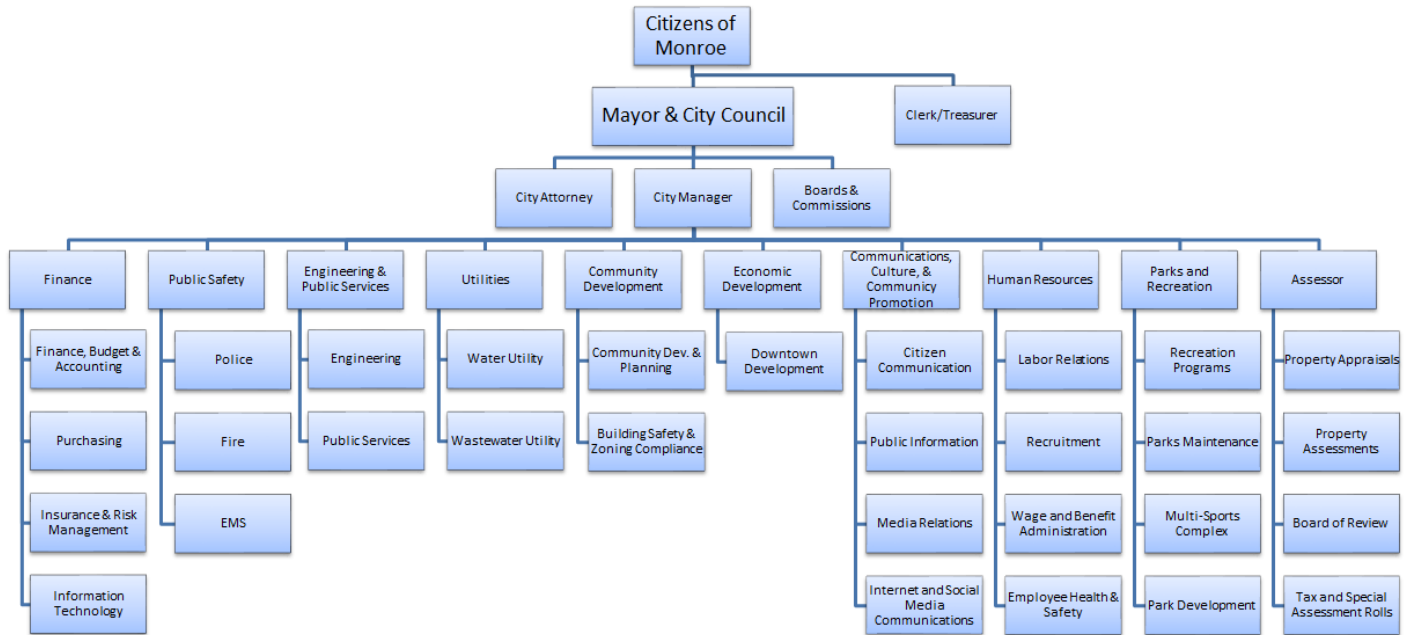 Citizens of
Monroe
Mayor & City Council
Clerk/Treasurer
City Attorney
City Manager
Boards &
Commissions
Finance
Public Safety
Engineering &
Public Services
Utilities
Community
Development
Economic
Development
Communications,
Culture, &
Community
Promotion
Human Resources
Parks and
Recreation
Assessor
Finance, Budget &
Accounting
Purchasing
Insurance & Risk
Management
Information
Technology
Police
Fire
EMS
Engineering
Public Services
Water Utility
Wastewater Utility
Community Dev. &
Planning
Building Safety &
Zoning Compliance
Downtown
Development
Citizen
Communication
Public Information
Media Relations
Internet and Social
Media
Communications
Labor Relations
Recruitment
Wage and Benefit
Administration
Employee Health &
Safety
Recreation
Programs
Parks Maintenance
Multi-Sports
Complex
Park Development
Property Appraisals
Property
Assessments
Board of Review
Tax and Special
Assessment Rolls